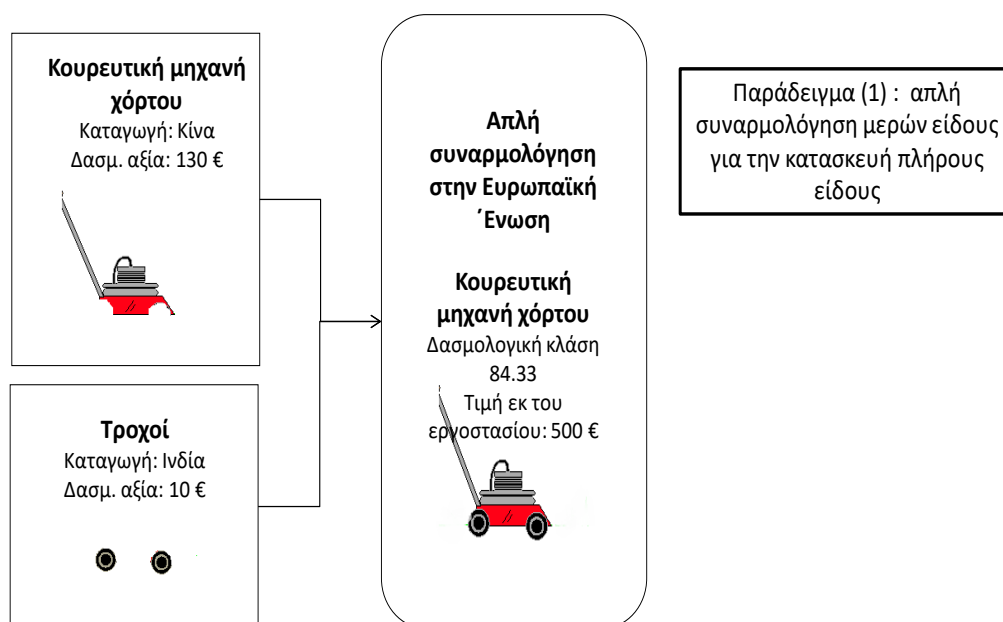 Κουρευτική μηχανή
χόρτου
Καταγωγή: Κίνα
Δασμ. αξία: 130 €
Τροχοί
Καταγωγή: Ινδία
Δασμ. αξία: 10 €
Απλή
συναρμολόγηση
στην Ευρωπαϊκή
΄Ενωση
Κουρευτική
μηχανή χόρτου
Δασμολογική κλάση
84.33
Τιμή εκ του
εργοστασίου: 500 €
Παράδειγμα (1) : απλή
συναρμολόγηση μερών είδους
για την κατασκευή πλήρους
είδους